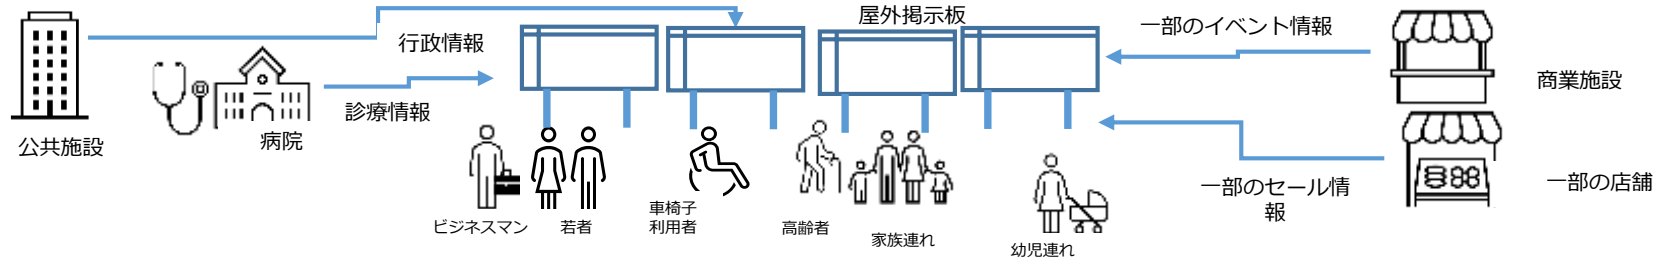 屋外掲示板
行政情報
一部のイベント情報
診療情報
商業施設
公共施設
病院
一部のセール情
報
一部の店舗
ビジネスマン
若者
車椅子
利用者
高齢者
家族連れ
幼児連れ